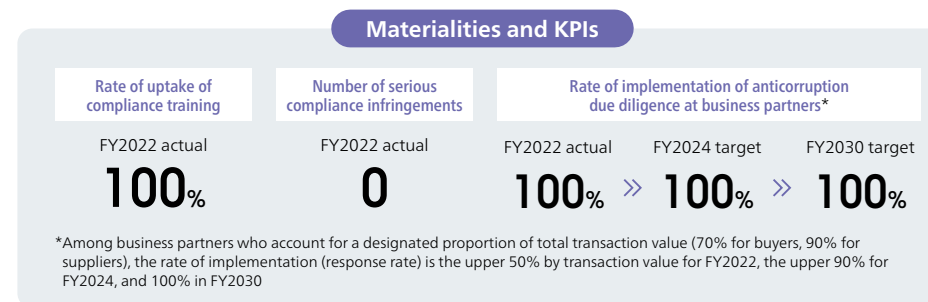 Materialities and KPIs
Rate of uptake of
compliance training
Number of serious
compliance infringements
Rate of implementation of anticorruption
due diligence at business partners*
FY2022 actual
100%
FY2022 actual
0
FY2022 actual
FY2024 target
FY2030 target
100% » 100% » 100%
*Among business partners who account for a designated proportion of total transaction value (70% for buyers, 90% for
suppliers), the rate of implementation (response rate) is the upper 50% by transaction value for FY2022, the upper 90% for
FY2024, and 100% in FY2030